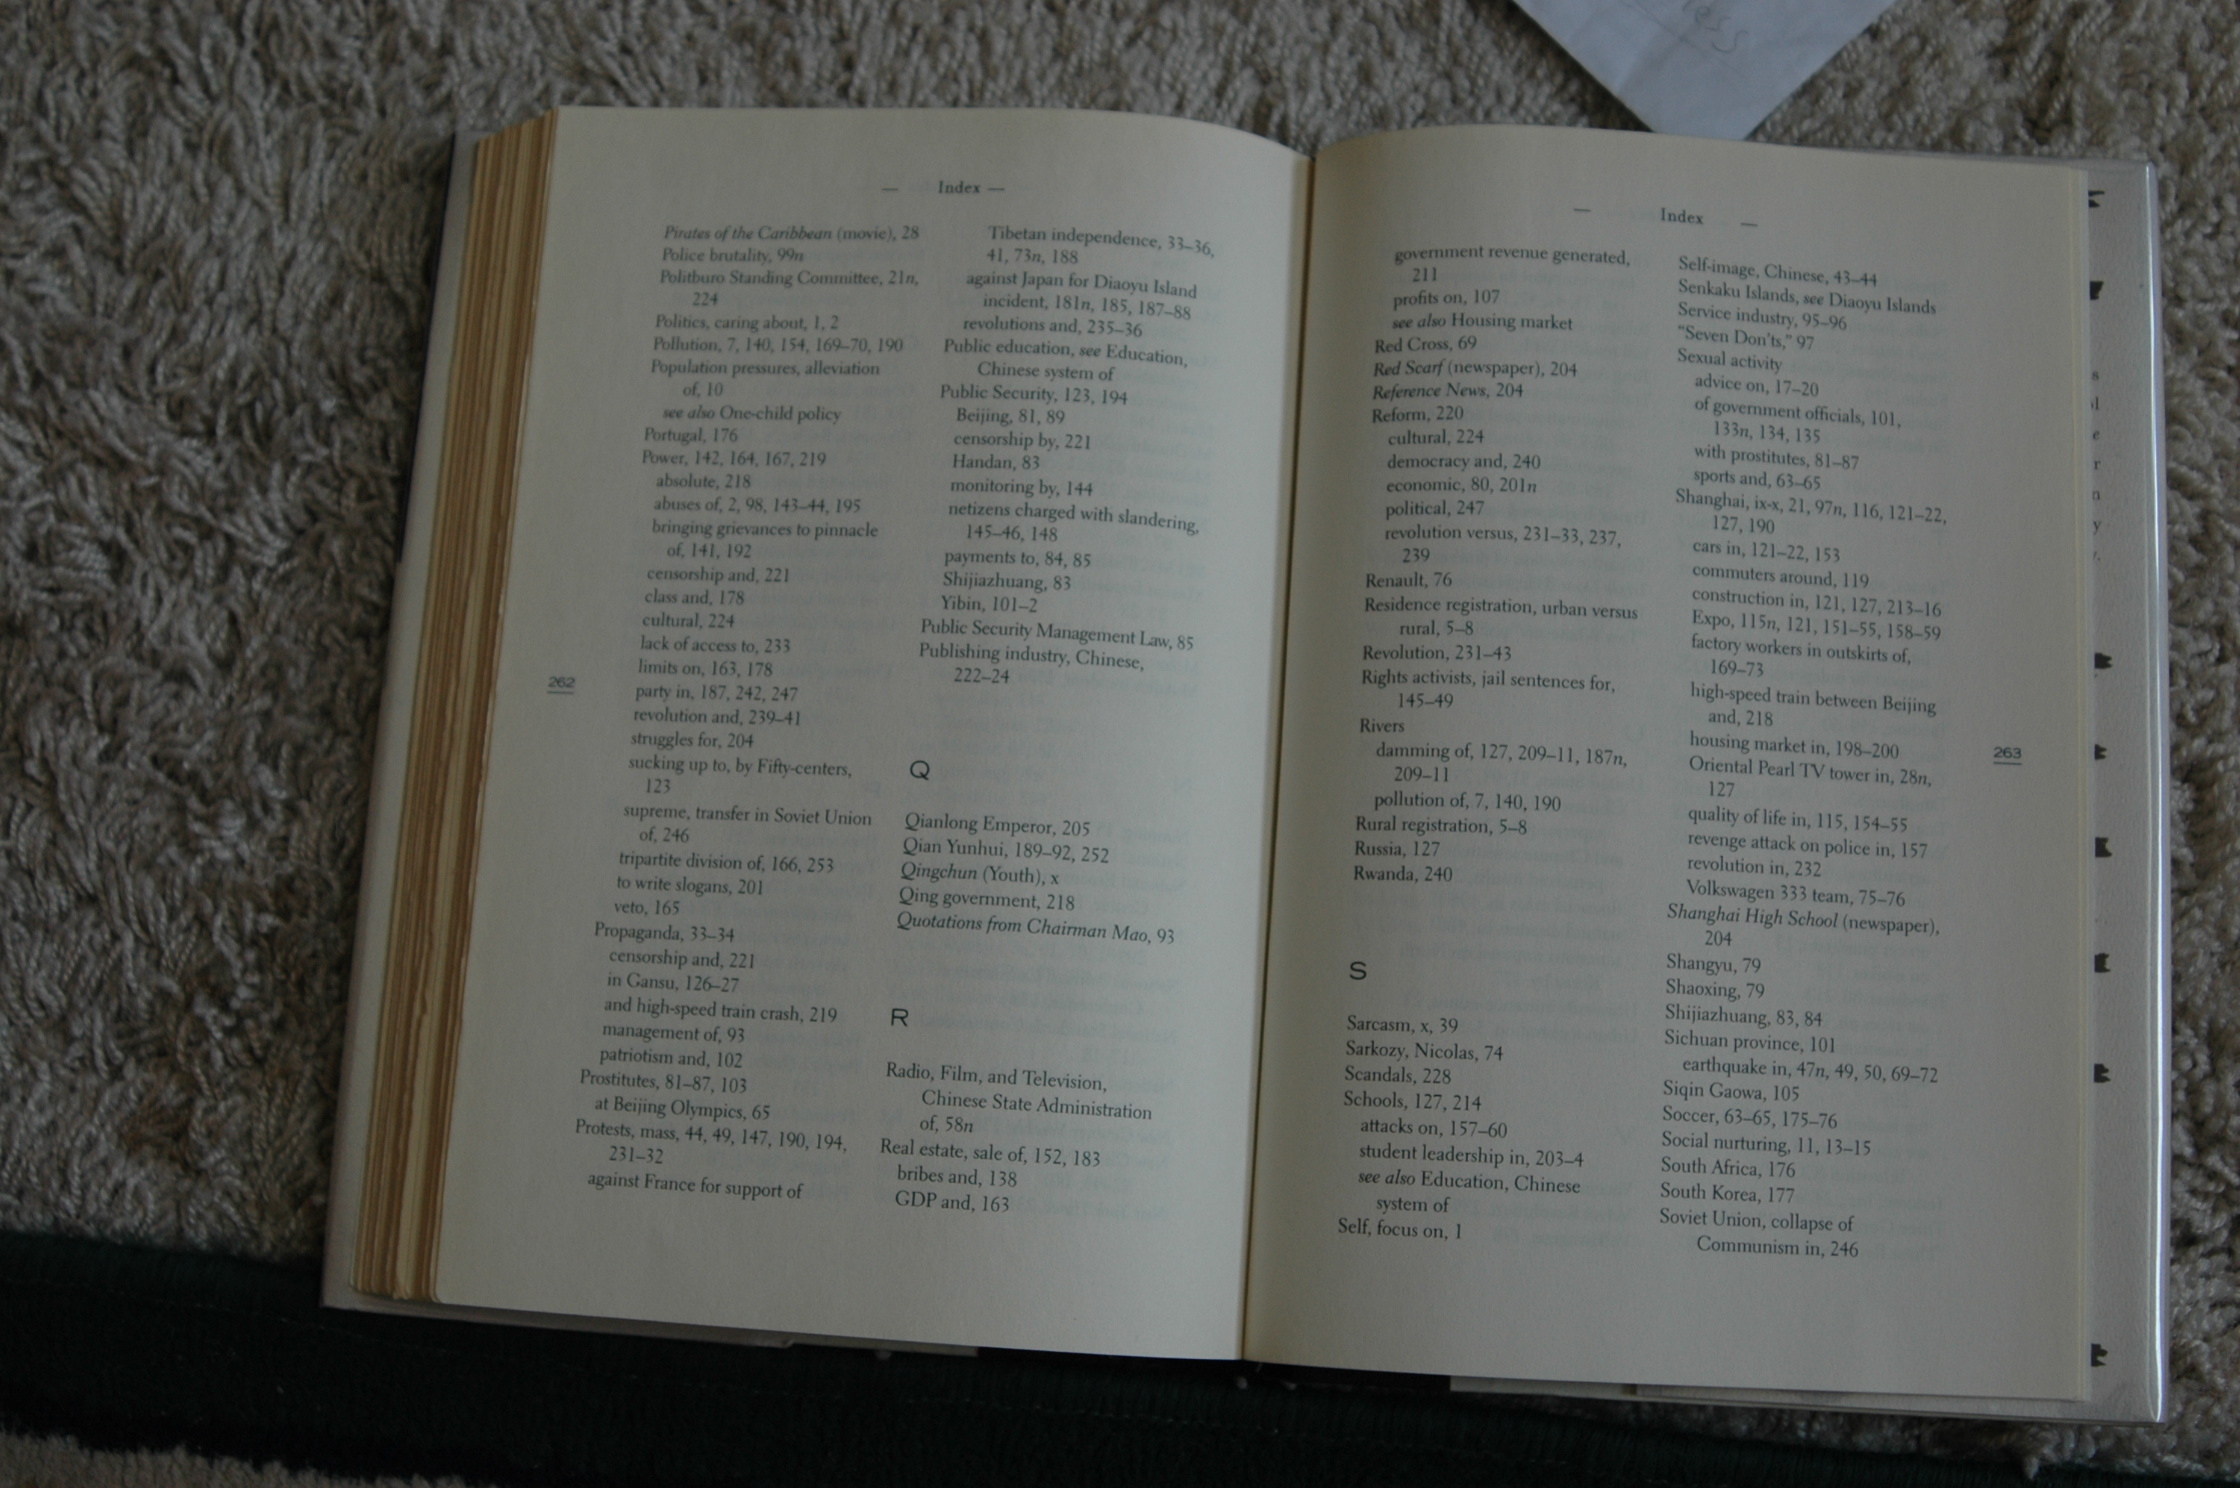 — Index —
Pirates of the Caribbean (movie), 28
Police brutality, 99n
Politburo Standing Committee, 21n,
224
Politics, caring about, 1, 2
Pollution, 7, 140, 154, 169–70, 190
Population pressures, alleviation
of, 10
see also One-child policy
Portugal, 176
Power, 142, 164, 167, 219
absolute, 218
abuses of, 2, 98, 143–44, 195
bringing grievances to pinnacle
of, 141, 192
censorship and, 221
class and, 178
cultural, 224
lack of access to, 233
limits on, 163, 178
party in, 187, 242, 247
revolution and, 239–41
struggles for, 204
sucking up to, by Fifty-centers,
123
supreme, transfer in Soviet Union
of, 246
tripartite division of, 166, 253
to write slogans, 201
veto, 165
Propaganda, 33–34
censorship and, 221
in Gansu, 126–27
and high-speed train crash, 219
management of, 93
patriotism and, 102
Prostitutes, 81–87, 103
at Beijing Olympics, 65
Protests, mass, 44, 49, 147, 190, 194,
231–32
against France for support of
Tibetan independence, 33–36,
41, 73n, 188
against Japan for Diaoyu Island
incident, 181n, 185, 187–88
revolutions and, 235–36
Public education, see Education,
Chinese system of
Public Security, 123, 194
Beijing, 81, 89
censorship by, 221
Handan, 83
monitoring by, 144
netizens charged with slandering,
145–46, 148
payments to, 84, 85
Shijiazhuang, 83
Yibin, 101–2
Public Security Management Law, 85
Publishing industry, Chinese,
222–24
Q
Qianlong Emperor, 205
Qian Yunhui, 189–92, 252
Qingchun (Youth), x
Qing government, 218
Quotations from Chairman Mao, 93
R
Radio, Film, and Television,
Chinese State Administration
of, 58n
Real estate, sale of, 152, 183
bribes and, 138
GDP and, 163
262
— Index —
government revenue generated,
211
profits on, 107
see also Housing market
Red Cross, 69
Red Scarf (newspaper), 204
Reference News, 204
Reform, 220
cultural, 224
democracy and, 240
economic, 80, 201n
political, 247
revolution versus, 231–33, 237,
239
Renault, 76
Residence registration, urban versus
rural, 5–8
Revolution, 231–43
Rights activists, jail sentences for,
145–49
Rivers
damming of, 127, 209–11, 187n,
209–11
pollution of, 7, 140, 190
Rural registration, 5–8
Russia, 127
Rwanda, 240
S
Sarcasm, x, 39
Sarkozy, Nicolas, 74
Scandals, 228
Schools, 127, 214
attacks on, 157–60
student leadership in, 203–4
see also Education, Chinese
system of
Self, focus on, 1
Self-image, Chinese, 43–44
Senkaku Islands, see Diaoyu Islands
Service industry, 95–96
“Seven Don’ts,” 97
Sexual activity
advice on, 17–20
of government officials, 101,
133n, 134, 135
with prostitutes, 81–87
sports and, 63–65
Shanghai, ix-x, 21, 97n, 116, 121–22,
127, 190
cars in, 121–22, 153
commuters around, 119
construction in, 121, 127, 213–16
Expo, 115n, 121, 151–55, 158–59
factory workers in outskirts of,
169–73
high-speed train between Beijing
and, 218
housing market in, 198–200
Oriental Pearl TV tower in, 28n,
127
quality of life in, 115, 154–55
revenge attack on police in, 157
revolution in, 232
Volkswagen 333 team, 75–76
Shanghai High School (newspaper),
204
Shangyu, 79
Shaoxing, 79
Shijiazhuang, 83, 84
Sichuan province, 101
earthquake in, 47n, 49, 50, 69–72
Siqin Gaowa, 105
Soccer, 63–65, 175–76
Social nurturing, 11, 13–15
South Africa, 176
South Korea, 177
Soviet Union, collapse of
Communism in, 246
263